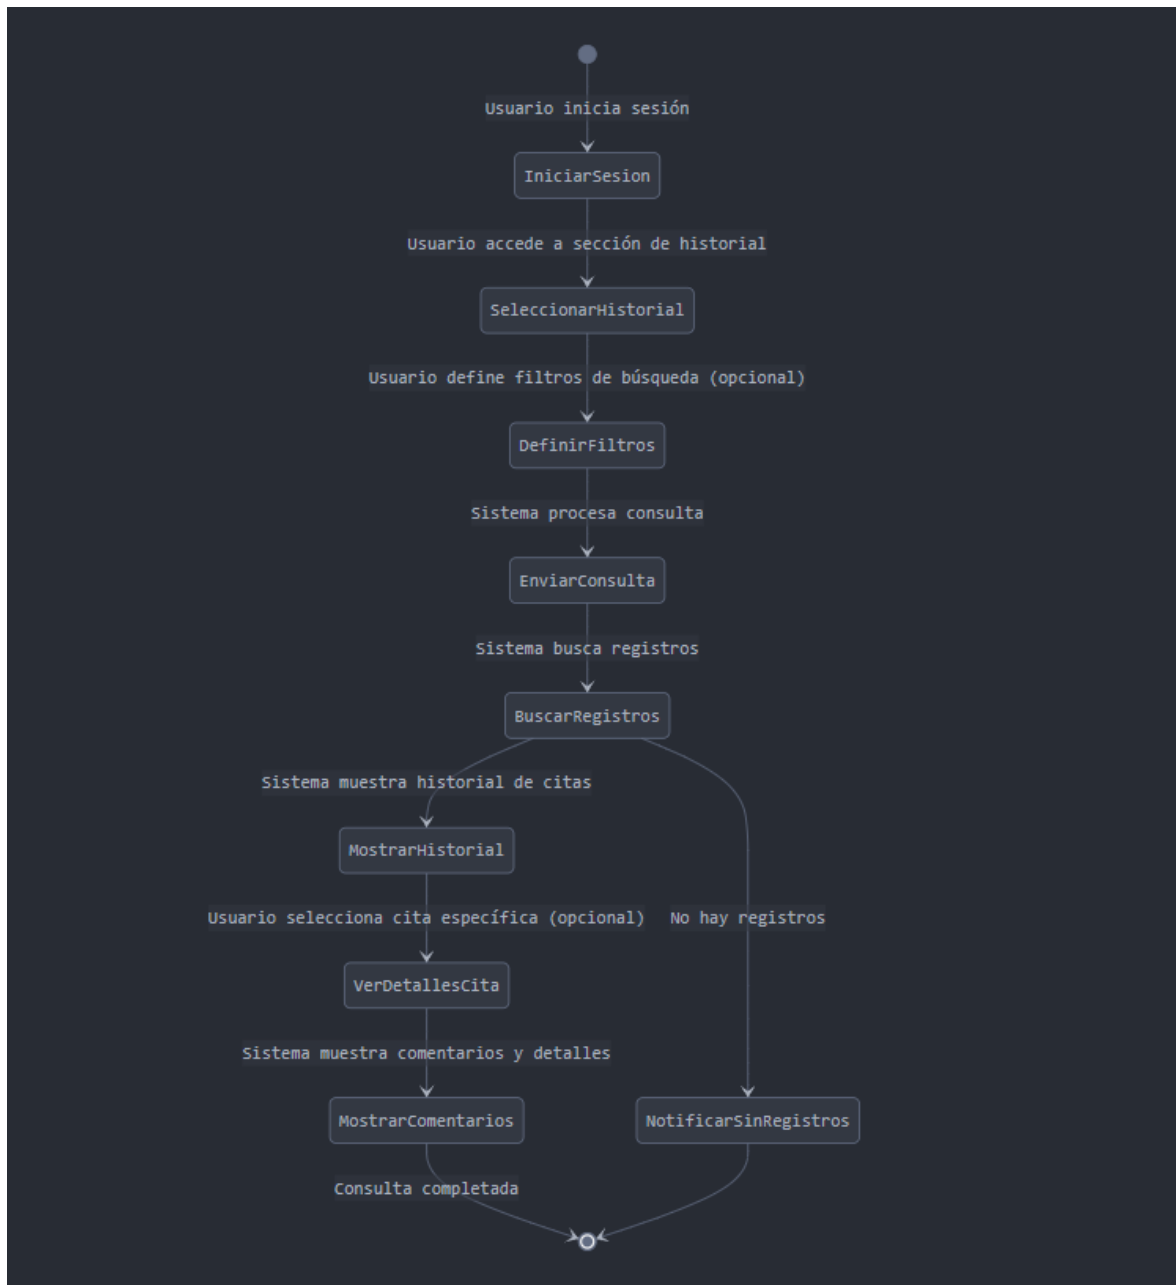 Usuario inicia sesión
IniciarSesion
Usuario accede a sección de historial
SeleccionarHistorial
Usuario define filtros de búsqueda (opcional)
DefinirFiltros
Sistema procesa consulta
EnviarConsulta
Sistema busca registros
BuscarRegistros
Sistema muestra historial de citas
MostrarHistorial
Usuario selecciona cita específica (opcional)
No hay registros
VerDetallesCita
Sistema muestra comentarios y detalles
MostrarComentarios
NotificarSinRegistros
Consulta completada